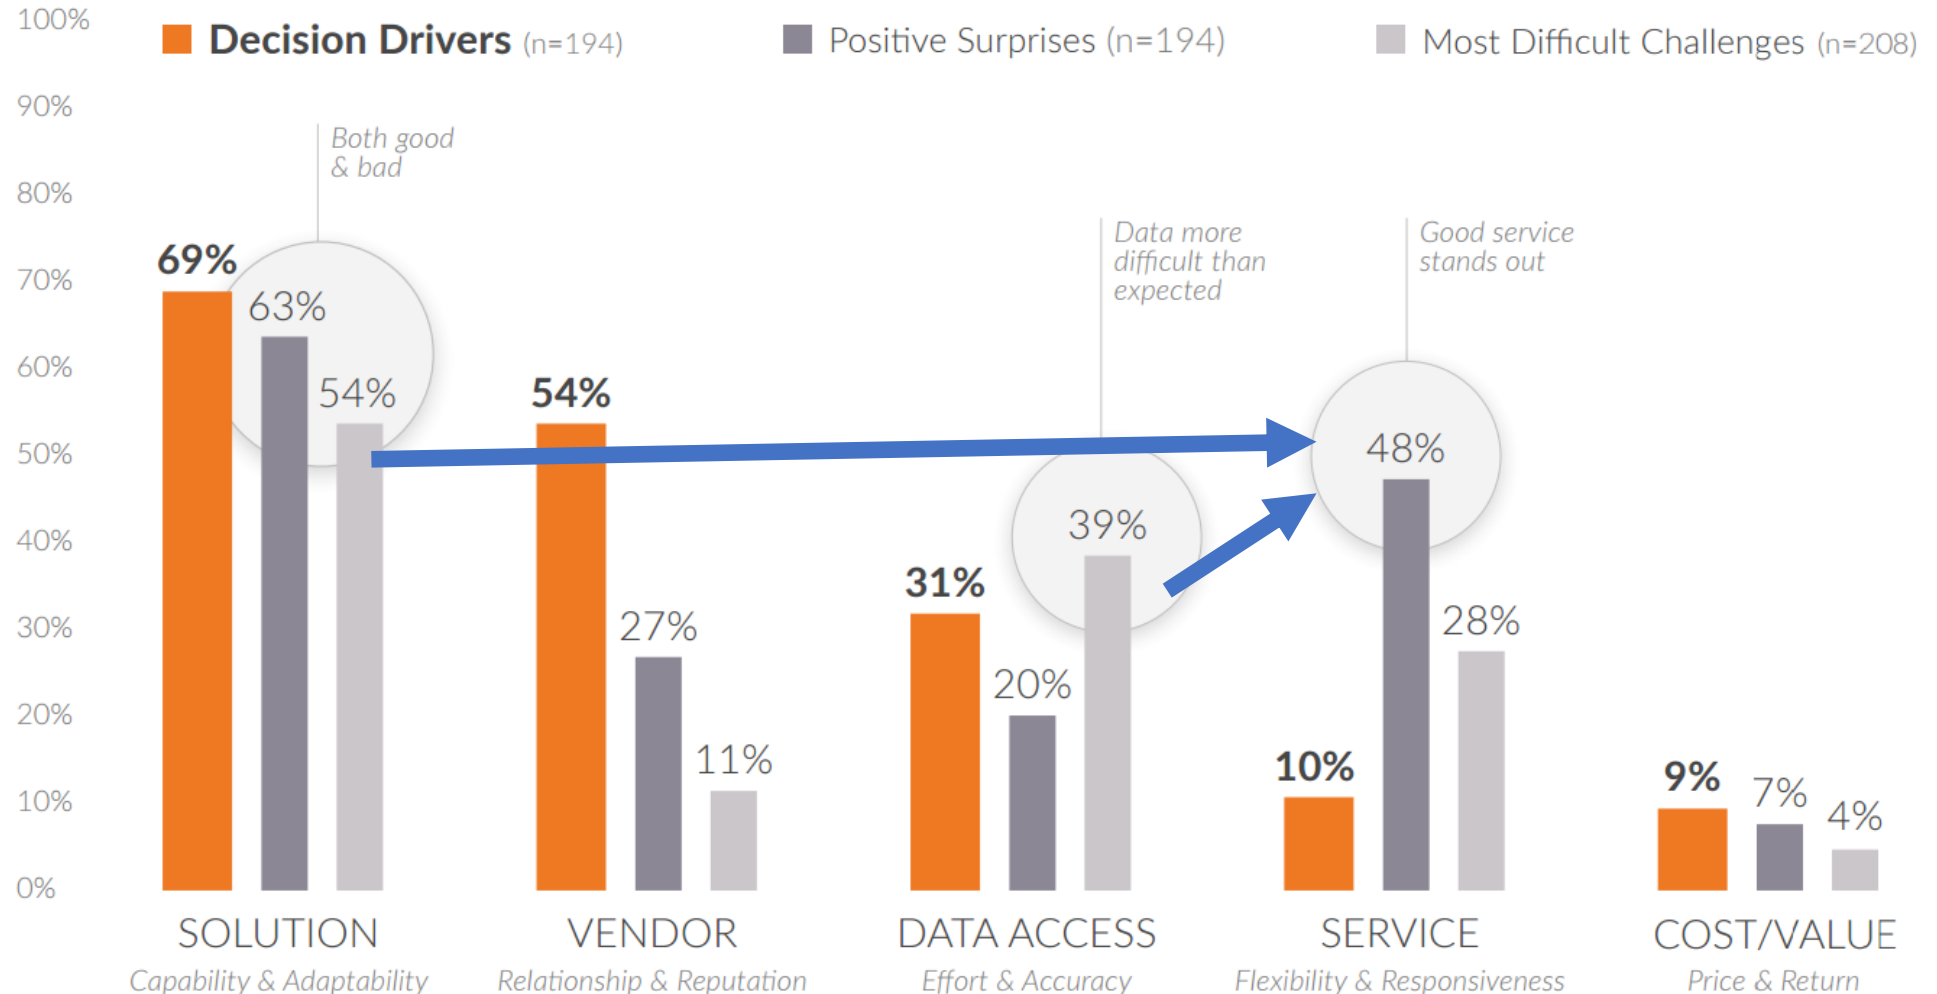 100%
Decision Drivers (n=194)
Positive Surprises (n=194)
Most Difficult Challenges (n=208)
90%
Both good
& bad
80%
Data more
difficult than
expected
Good service
stands out
69%
70%
63%
60%
54%
54%
50%
48%
40%
39%
31%
30%
27%
28%
20%
20%
11%
10%
10%
9%
7%
4%
0%
SOLUTION
Capability & Adaptability
VENDOR
Relationship & Reputation
DATA ACCESS
Effort & Accuracy
SERVICE
Flexibility & Responsiveness
COST/VALUE
Price & Return